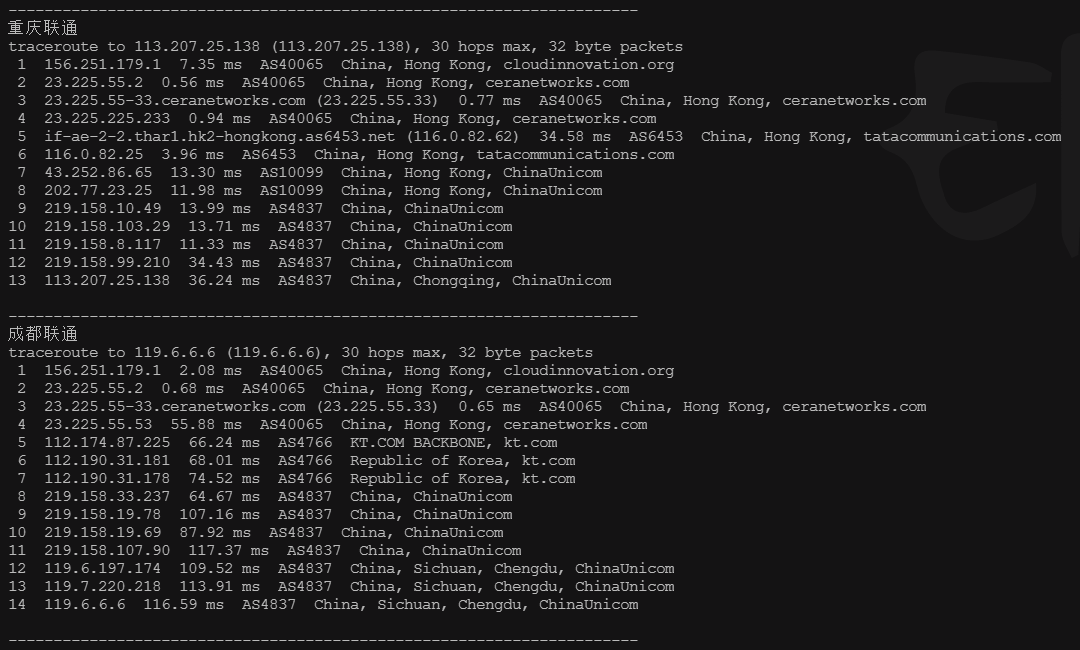 ----------------------------------------------------------------------
重庆联通
traceroute to 113.207.25.138 (113.207.25.138), 30 hops max, 32 byte packets
 1  156.251.179.1  7.35 ms  AS40065  China, Hong Kong, cloudinnovation.org
 2  23.225.55.2  0.56 ms  AS40065  China, Hong Kong, ceranetworks.com
 3  23.225.55-33.ceranetworks.com (23.225.55.33)  0.77 ms  AS40065  China, Hong Kong, ceranetworks.com
 4  23.225.225.233  0.94 ms  AS40065  China, Hong Kong, ceranetworks.com
 5  if-ae-2-2.thar1.hk2-hongkong.as6453.net (116.0.82.62)  34.58 ms  AS6453  China, Hong Kong, tatacommunications.com
 6  116.0.82.25  3.96 ms  AS6453  China, Hong Kong, tatacommunications.com
 7  43.252.86.65  13.30 ms  AS10099  China, Hong Kong, ChinaUnicom
 8  202.77.23.25  11.98 ms  AS10099  China, Hong Kong, ChinaUnicom
 9  219.158.10.49  13.99 ms  AS4837  China, ChinaUnicom
10  219.158.103.29  13.71 ms  AS4837  China, ChinaUnicom
11  219.158.8.117  11.33 ms  AS4837  China, ChinaUnicom
12  219.158.99.210  34.43 ms  AS4837  China, ChinaUnicom
13  113.207.25.138  36.24 ms  AS4837  China, Chongqing, ChinaUnicom
----------------------------------------------------------------------
成都联通
traceroute to 119.6.6.6 (119.6.6.6), 30 hops max, 32 byte packets
 1  156.251.179.1  2.08 ms  AS40065  China, Hong Kong, cloudinnovation.org
 2  23.225.55.2  0.68 ms  AS40065  China, Hong Kong, ceranetworks.com
 3  23.225.55-33.ceranetworks.com (23.225.55.33)  0.65 ms  AS40065  China, Hong Kong, ceranetworks.com
 4  23.225.55.53  55.88 ms  AS40065  China, Hong Kong, ceranetworks.com
 5  112.174.87.225  66.24 ms  AS4766  KT.COM BACKBONE, kt.com
 6  112.190.31.181  68.01 ms  AS4766  Republic of Korea, kt.com
 7  112.190.31.178  74.52 ms  AS4766  Republic of Korea, kt.com
 8  219.158.33.237  64.67 ms  AS4837  China, ChinaUnicom
 9  219.158.19.78  107.16 ms  AS4837  China, ChinaUnicom
10  219.158.19.69  87.92 ms  AS4837  China, ChinaUnicom
11  219.158.107.90  117.37 ms  AS4837  China, ChinaUnicom
12  119.6.197.174  109.52 ms  AS4837  China, Sichuan, Chengdu, ChinaUnicom
13  119.7.220.218  113.91 ms  AS4837  China, Sichuan, Chengdu, ChinaUnicom
14  119.6.6.6  116.59 ms  AS4837  China, Sichuan, Chengdu, ChinaUnicom
----------------------------------------------------------------------